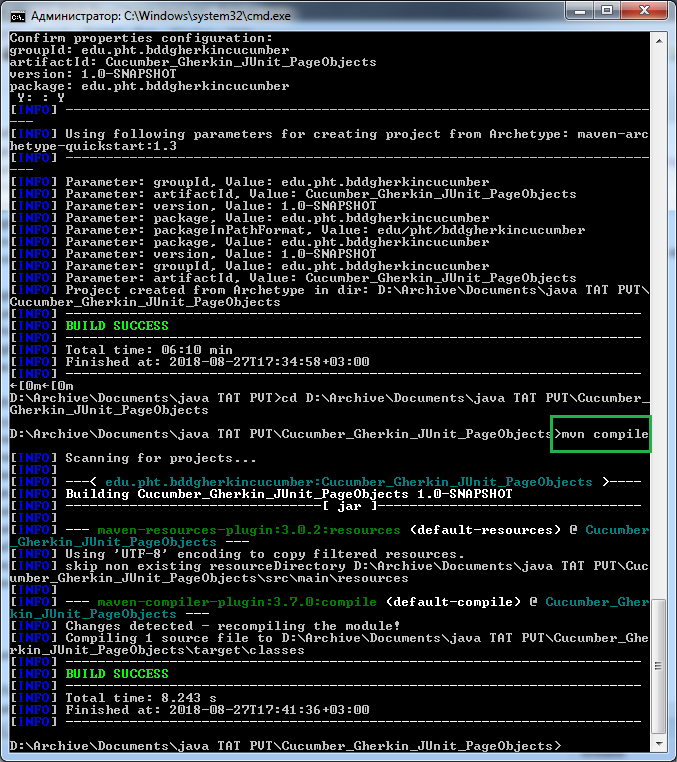 Администратор: C:\Windows\system32\cmd.exe
Confirm properties configuration:
groupId: edu.pht.bddgherkincucumber
artifactId: Cucumber_Gherkin_JUnit_PageObjects
version: 1.0-SNAPSHOT
package: edu.pht.bddgherkincucumber
 Y: : Y
[INFO] ------------------------------------------------------------------------
---
[INFO] Using following parameters for creating project from Archetype: maven-arc
hetype-quickstart:1.3
[INFO] ------------------------------------------------------------------------
---
[INFO] Parameter: groupId, Value: edu.pht.bddgherkincucumber
[INFO] Parameter: artifactId, Value: Cucumber_Gherkin_JUnit_PageObjects
[INFO] Parameter: version, Value: 1.0-SNAPSHOT
[INFO] Parameter: package, Value: edu.pht.bddgherkincucumber
[INFO] Parameter: packageInPathFormat, Value: edu/pht/bddgherkincucumber
[INFO] Parameter: package, Value: edu.pht.bddgherkincucumber
[INFO] Parameter: version, Value: 1.0-SNAPSHOT
[INFO] Parameter: groupId, Value: edu.pht.bddgherkincucumber
[INFO] Parameter: artifactId, Value: Cucumber_Gherkin_JUnit_PageObjects
[INFO] Project created from Archetype in dir: D:\Archive\Documents\java TAT PVT\
Cucumber_Gherkin_JUnit_PageObjects
[INFO] ------------------------------------------------------------------------
[INFO] BUILD SUCCESS
[INFO] ------------------------------------------------------------------------
[INFO] Total time: 06:10 min
[INFO] Finished at: 2018-08-27T17:34:58+03:00
[INFO] ------------------------------------------------------------------------
←[0m←[0m
D:\Archive\Documents\java TAT PVT>cd D:\Archive\Documents\java TAT PVT\Cucumber_
Gherkin_JUnit_PageObjects
D:\Archive\Documents\java TAT PVT\Cucumber_Gherkin_JUnit_PageObjects>mvn compile
[INFO] Scanning for projects...
[INFO]
[INFO] ---< edu.pht.bddgherkincucumber:Cucumber_Gherkin_JUnit_PageObjects >----
[INFO] Building Cucumber_Gherkin_JUnit_PageObjects 1.0-SNAPSHOT
[INFO] --------------------------------[ jar ]---------------------------------
[INFO]
[INFO] --- maven-resources-plugin:3.0.2:resources (default-resources) @ Cucumber
_Gherkin_JUnit_PageObjects ---
[INFO] Using 'UTF-8' encoding to copy filtered resources.
[INFO] skip non existing resourceDirectory D:\Archive\Documents\java TAT PVT\Cuc
umber_Gherkin_JUnit_PageObjects\src\main\resources
[INFO]
[INFO] --- maven-compiler-plugin:3.7.0:compile (default-compile) @ Cucumber_Gher
kin_JUnit_PageObjects ---
[INFO] Changes detected - recompiling the module!
[INFO] Compiling 1 source file to D:\Archive\Documents\java TAT PVT\Cucumber_Ghe
rkin_JUnit_PageObjects\target\classes
[INFO] ------------------------------------------------------------------------
[INFO] BUILD SUCCESS
[INFO] ------------------------------------------------------------------------
[INFO] Total time: 8.243 s
[INFO] Finished at: 2018-08-27T17:41:36+03:00
[INFO] ------------------------------------------------------------------------
D:\Archive\Documents\java TAT PVT\Cucumber_Gherkin_JUnit_PageObjects>